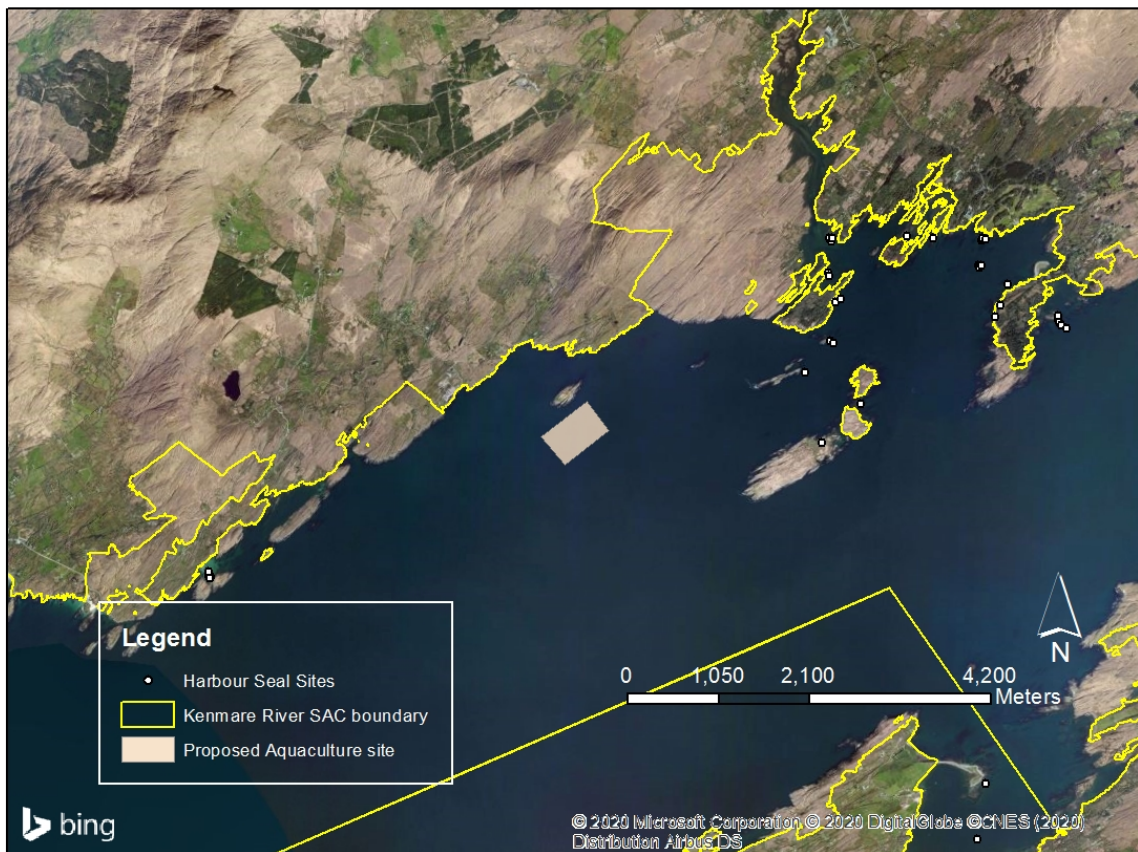 Legend
Harbour Seal Sites
Kenmare River SAC boundary
Proposed Aquaculture site
N
0 1,050 2,100 4,200
Meters
bing
© 2020 Microsoft Corporation © 2020 DigitalGlobe ©CNES (2020)
Distribution Airbus DS